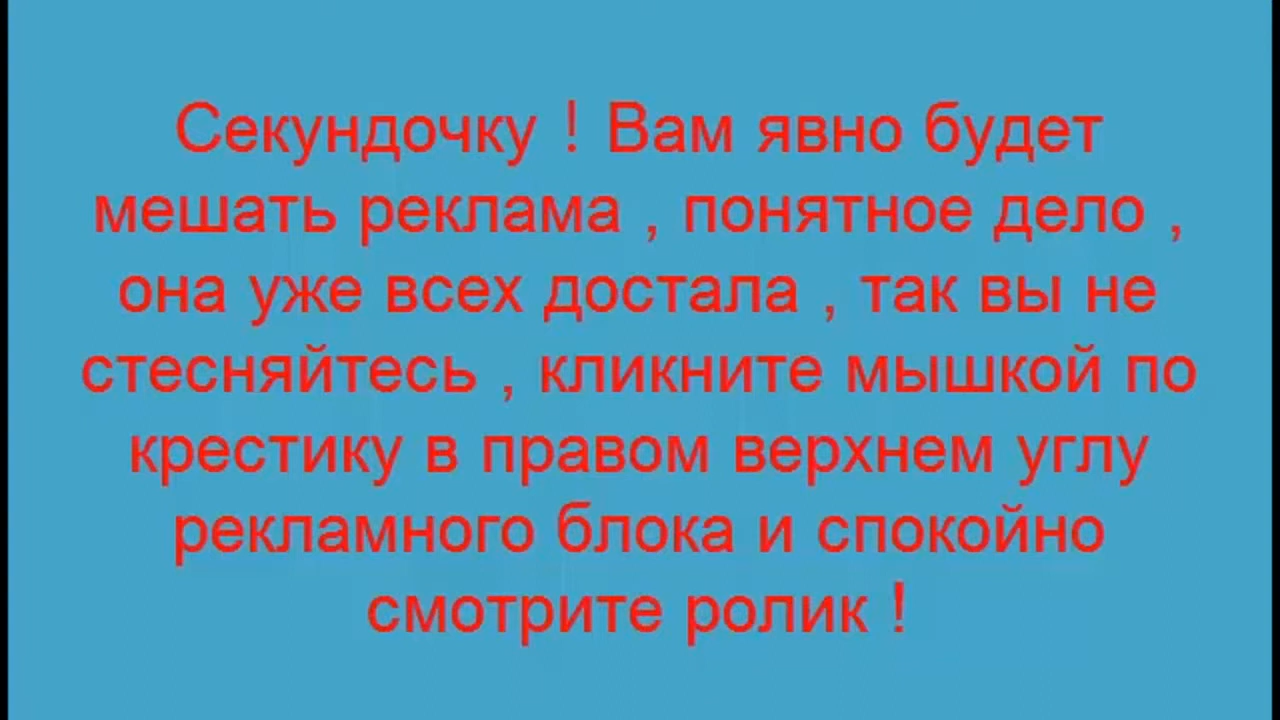 Секундочку ! Вам явно будет
мешать реклама , понятное дело ,
она уже всех достала , так вы не
стесняйтесь , кликните мышкой по
крестику в правом верхнем углу
рекламного блока и спокойно
смотрите ролик !